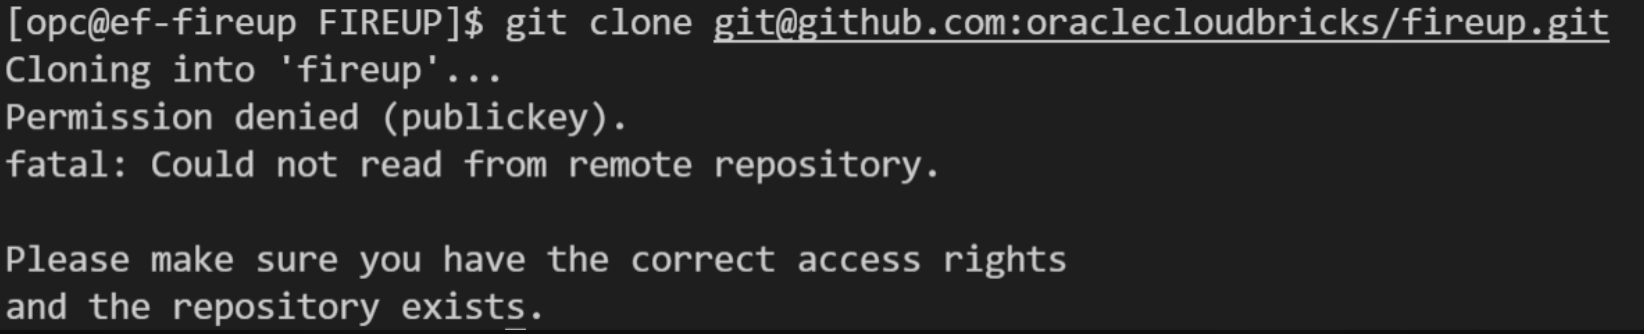 [opc@ef-fireup FIREUP]$ git clone git@github.com:oraclecloudbricks/fireup.git
Cloning into 'fireup'...
Permission denied (publickey).
fatal: Could not read from remote repository.
Please make sure you have the correct access rights
and the repository exists.